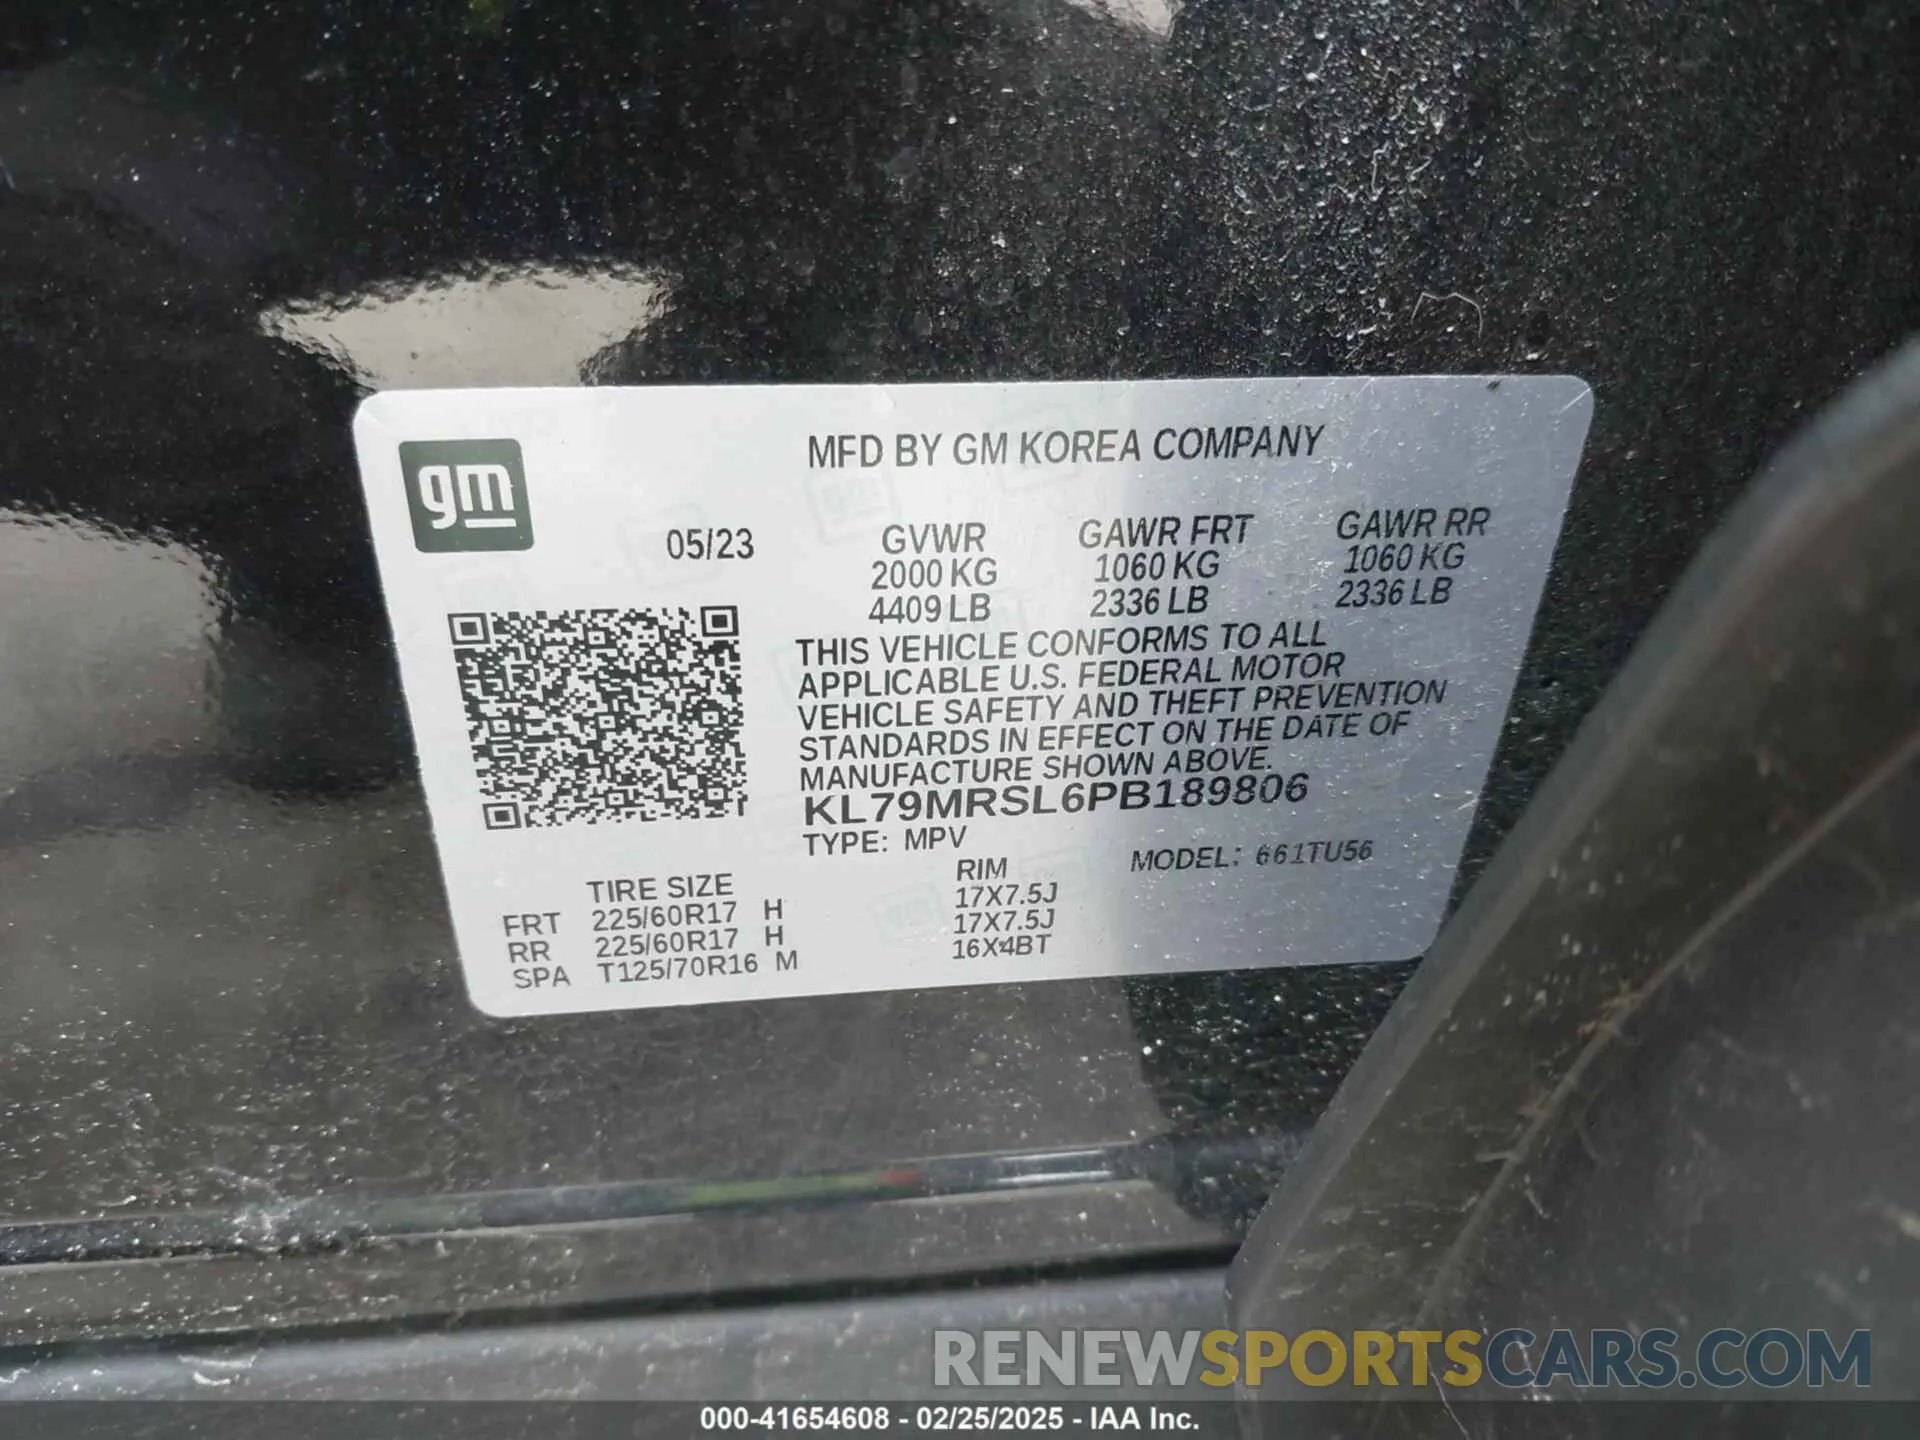 gm
MFD BY GM KOREA COMPANY
05/23
GVWR GAWR FRT GAWR RR
2000 KG 1060 KG 1060 KG
4409 LB 2336 LB 2336 LB
THIS VEHICLE CONFORMS TO ALL
APPLICABLE U.S. FEDERAL MOTOR
VEHICLE SAFETY AND THEFT PREVENTION
STANDARDS IN EFFECT ON THE DATE OF
MANUFACTURE SHOWN ABOVE.
KL79MRSL6PB189806
TYPE: MPV MODEL: 661TU56
TIRE SIZE RIM
FRT 225/60R17 H 17X7.5J
RR 225/60R17 H 17X7.5J
SPA T125/70R16 M 16X4BT
RENEWSPORTSCARS.COM
000-41654608 - 02/25/2025 - IAA Inc.